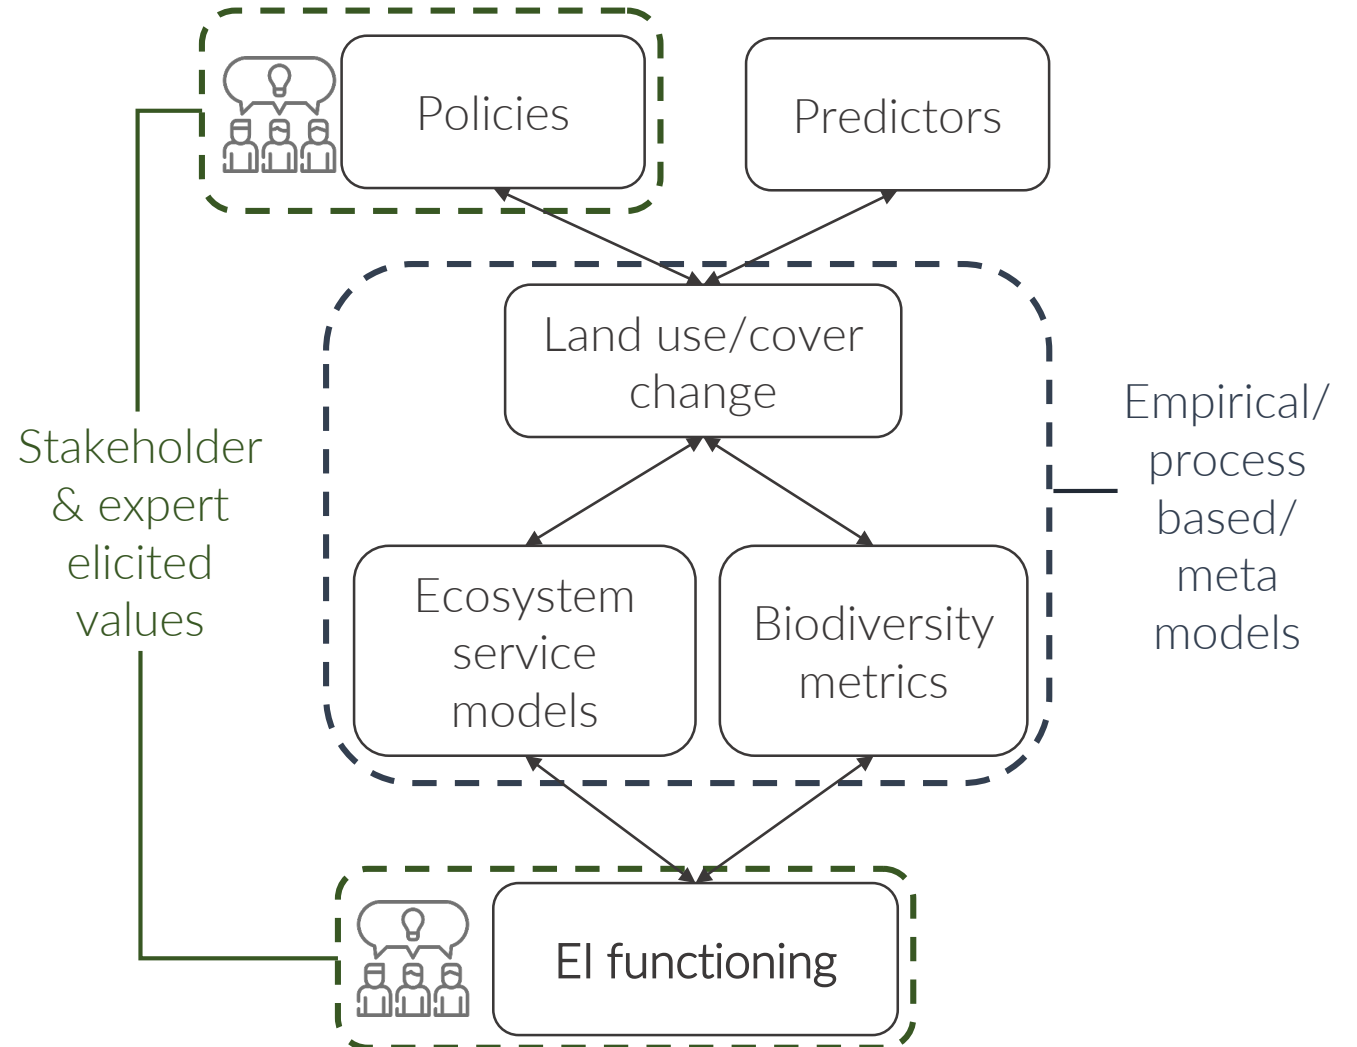 Policies
Predictors
Land use/cover
change
Stakeholder
& expert
elicited
values
Empirical/
process
based/
meta
models
Ecosystem
service
models
Biodiversity
metrics
EI functioning